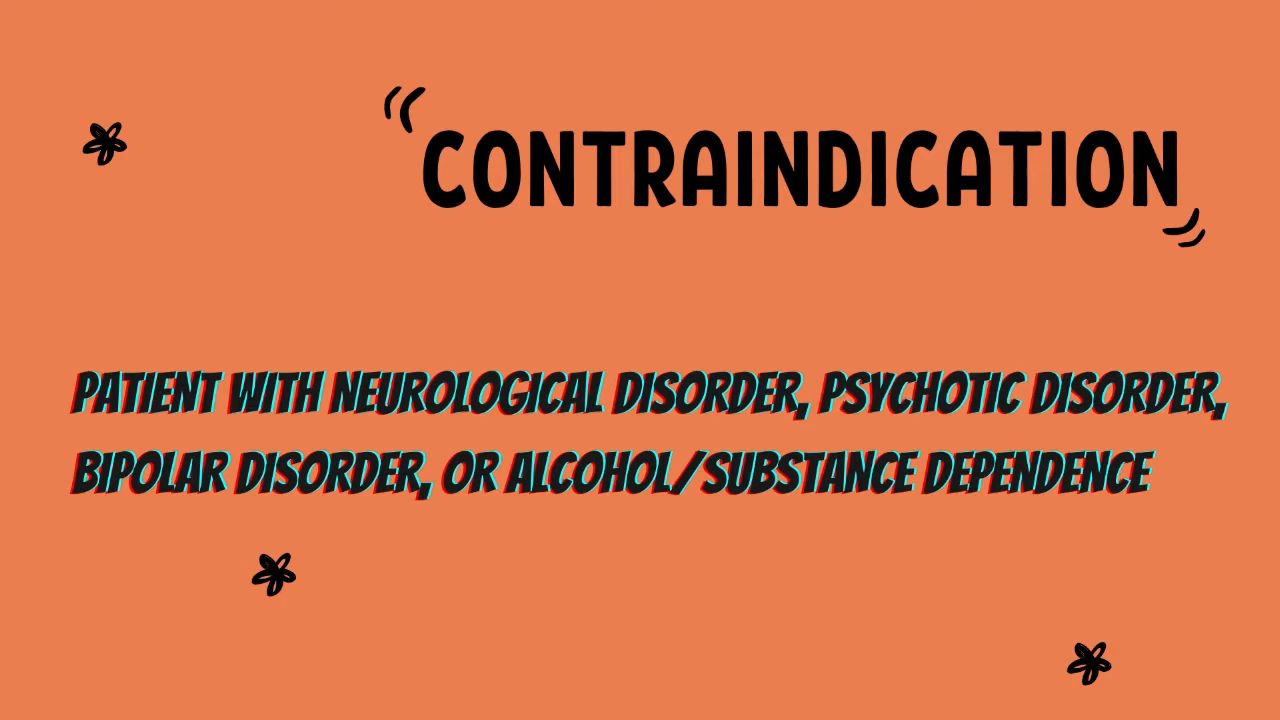 CONTRAINDICATION
PATIENT WITH NEUROLOGICAL DISORDER, PSYCHOTIC DISORDER,
BIPOLAR DISORDER, OR ALCOHOL/SUBSTANCE DEPENDENCE